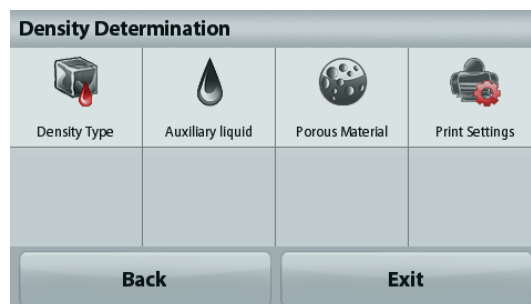 Density Determination
Density Type
Auxiliary liquid
Porous Material
Print Settings
Back
Exit